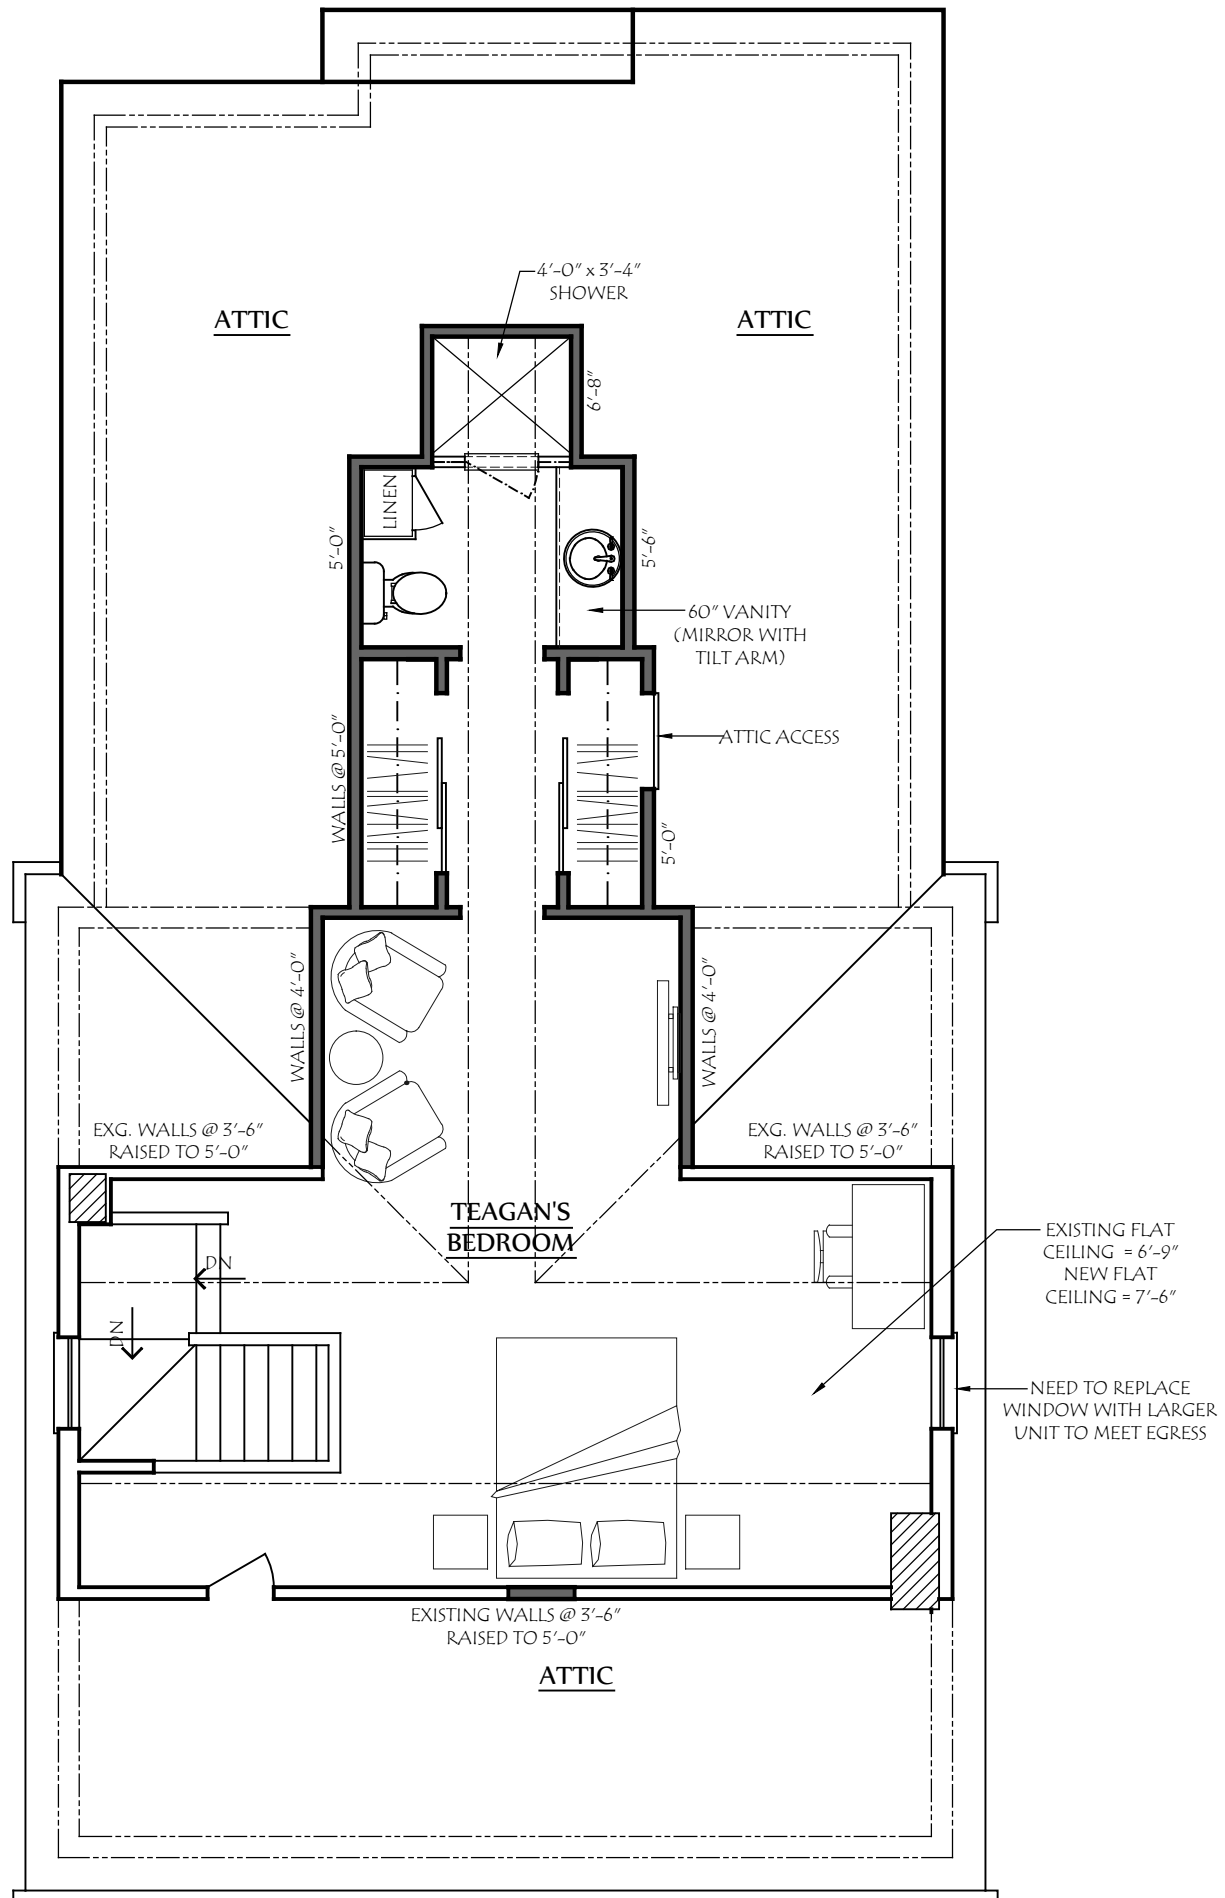 4'-0" x 3'-4"
SHOWER
ATTIC
ATTIC
6'-8"
LINEN
5'-0"
5'-6"
60" VANITY
(MIRROR WITH
TILT ARM)
WALLS @ 5'-0"
ATTIC ACCESS
5'-0"
WALLS @ 4'-0"
WALLS @ 4'-0"
EXG. WALLS @ 3'-6"
RAISED TO 5'-0"
EXG. WALLS @ 3'-6"
RAISED TO 5'-0"
TEAGAN'S
BEDROOM
DN
DN
EXISTING FLAT
CEILING = 6'-9"
NEW FLAT
CEILING = 7'-6"
NEED TO REPLACE
WINDOW WITH LARGER
UNIT TO MEET EGRESS
EXISTING WALLS @ 3'-6"
RAISED TO 5'-0"
ATTIC